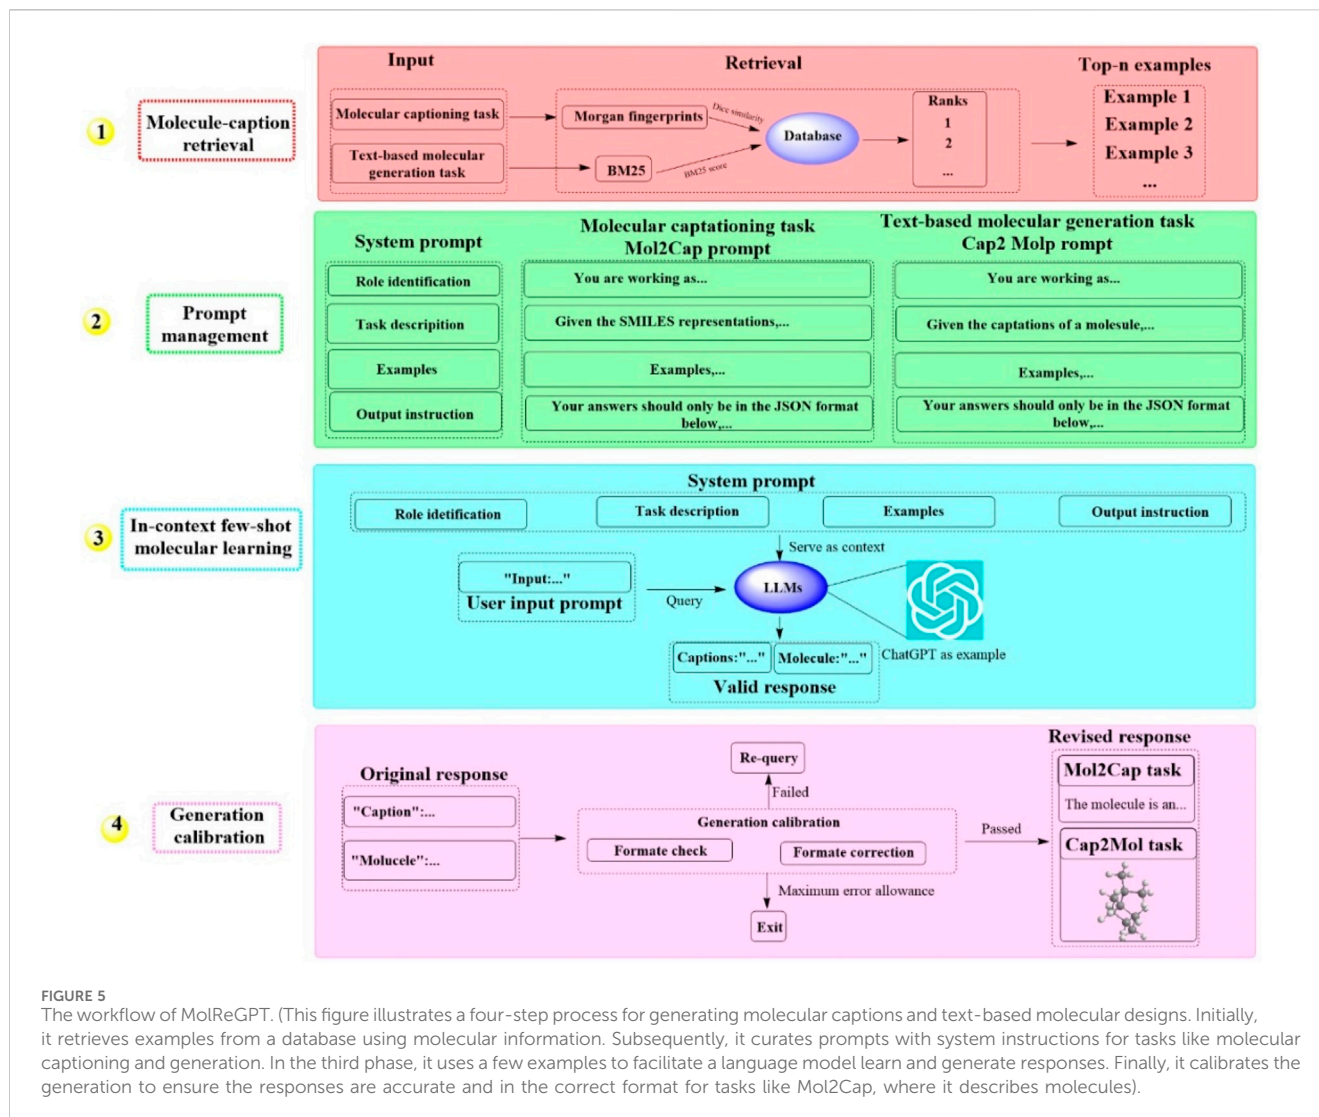 1
Molecule-caption
retrieval
Input
Retrieval
Top-n examples
Molecular captioning task
Text-based molecular
generation task
Morgan fingerprints
BM25
Dice similarity
BM25 score
Database
Ranks
1
2
...
Example 1
Example 2
Example 3
...
2
Prompt
management
System prompt
Role identification
Task descripition
Examples
Output instruction
Molecular captationing task
Mol2Cap prompt
You are working as...
Given the SMILES representations,...
Examples,...
Your answers should only be in the JSON format
below,...
Text-based molecular generation task
Cap2 Molp rompt
You are working as...
Given the captations of a molesule,...
Examples,...
Your answers should only be in the JSON format
below,...
3
In-context few-shot
molecular learning
System prompt
Role idetification
Task description
Examples
Output instruction
Serve as context
"Input:..."
User input prompt
Query
LLMs
ChatGPT as example
Captions:"..."
Molecule:"..."
Valid response
4
Generation
calibration
Original response
"Caption":...
"Molucele":...
Re-query
Failed
Generation calibration
Formate check
Formate correction
Maximum error allowance
Exit
Passed
Revised response
Mol2Cap task
The molecule is an...
Cap2Mol task
FIGURE 5
The workflow of MolReGPT. (This figure illustrates a four-step process for generating molecular captions and text-based molecular designs. Initially,
it retrieves examples from a database using molecular information. Subsequently, it curates prompts with system instructions for tasks like molecular
captioning and generation. In the third phase, it uses a few examples to facilitate a language model learn and generate responses. Finally, it calibrates the
generation to ensure the responses are accurate and in the correct format for tasks like Mol2Cap, where it describes molecules).